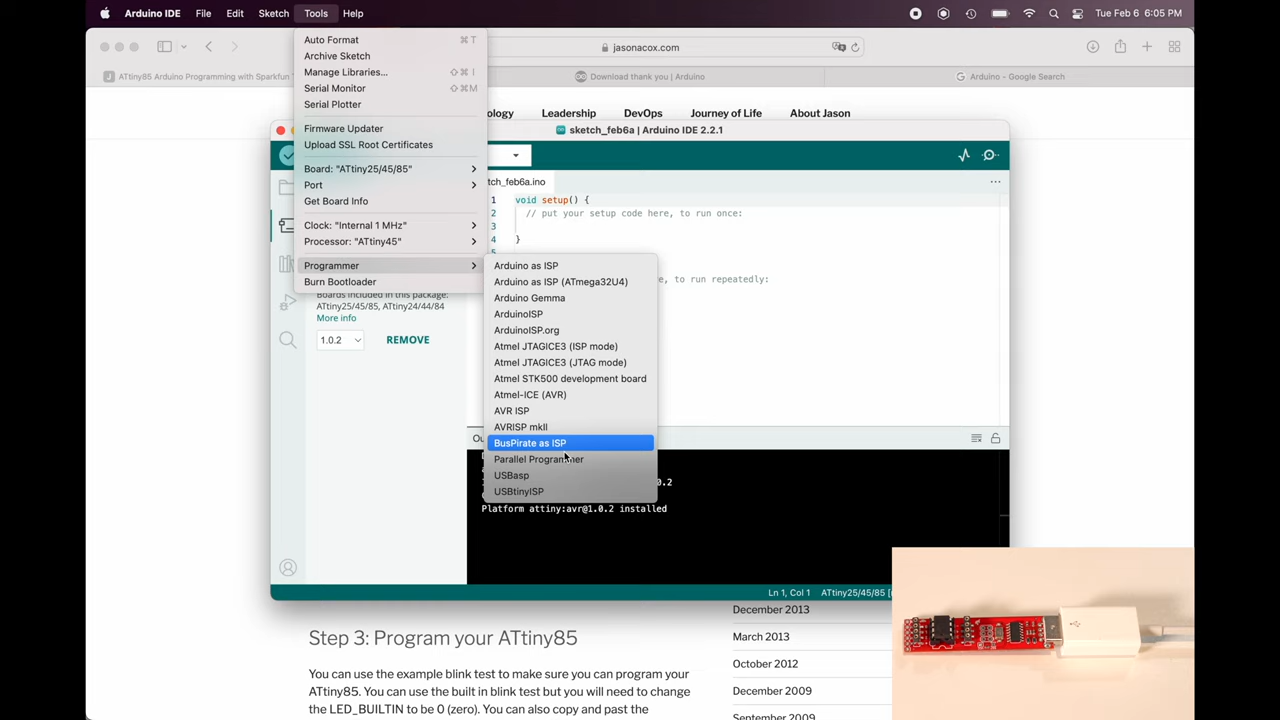 Arduino IDE File Edit Sketch Tools Help Tue Feb 6 6:05 PM
jasonacox.com
ATtiny85 Arduino Programming with Sparkfun
Download thank you | Arduino
Arduino - Google Search
ology Leadership DevOps Journey of Life About Jason
Auto Format ⌘ T
Archive Sketch
Manage Libraries... ⇧ ⌘ I
Serial Monitor ⇧ ⌘ M
Serial Plotter
Firmware Updater
Upload SSL Root Certificates
Board: "ATtiny25/45/85"
Port
Get Board Info
Clock: "Internal 1 MHz"
Processor: "ATtiny45"
Programmer
Burn Bootloader
Arduino as ISP
Arduino as ISP (ATmega32U4)
Arduino Gemma
ArduinoISP
ArduinoISP.org
Atmel JTAGICE3 (ISP mode)
Atmel JTAGICE3 (JTAG mode)
Atmel STK500 development board
Atmel-ICE (AVR)
AVR ISP
AVRISP mkII
BusPirate as ISP
Parallel Programmer
USBasp
USBtinyISP
sketch_feb6a | Arduino IDE 2.2.1
tch_feb6a.ino
1 void setup() {
2 // put your setup code here, to run once:
3
4 }
e, to run repeatedly:
Boards included in this package:
ATtiny25/45/85, ATtiny24/44/84
More info
1.0.2 REMOVE
Ou
0.2
Platform attiny:avr@1.0.2 installed
Ln 1, Col 1 ATtiny25/45/85
Step 3: Program your ATtiny85
You can use the example blink test to make sure you can program your
ATtiny85. You can use the built in blink test but you will need to change
the LED_BUILTIN to be 0 (zero). You can also copy and past the
December 2013
March 2013
October 2012
December 2009
September 2009